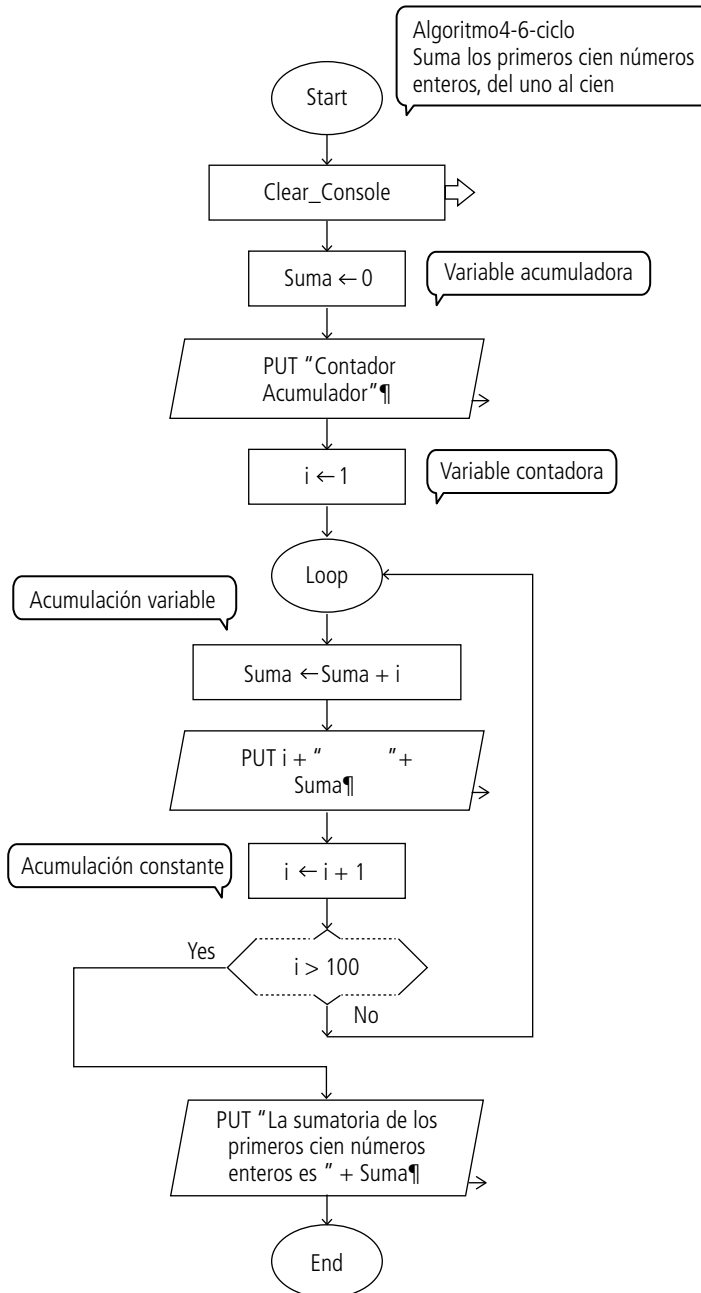 Algoritmo4-6-ciclo
Suma los primeros cien números
enteros, del uno al cien
Start
Clear_Console
Suma ← 0
Variable acumuladora
PUT "Contador
Acumulador"¶
i ← 1
Variable contadora
Loop
Acumulación variable
Suma ← Suma + i
PUT i + "          "+
Suma¶
Acumulación constante
i ← i + 1
Yes
i > 100
No
PUT "La sumatoria de los
primeros cien números
enteros es " + Suma¶
End